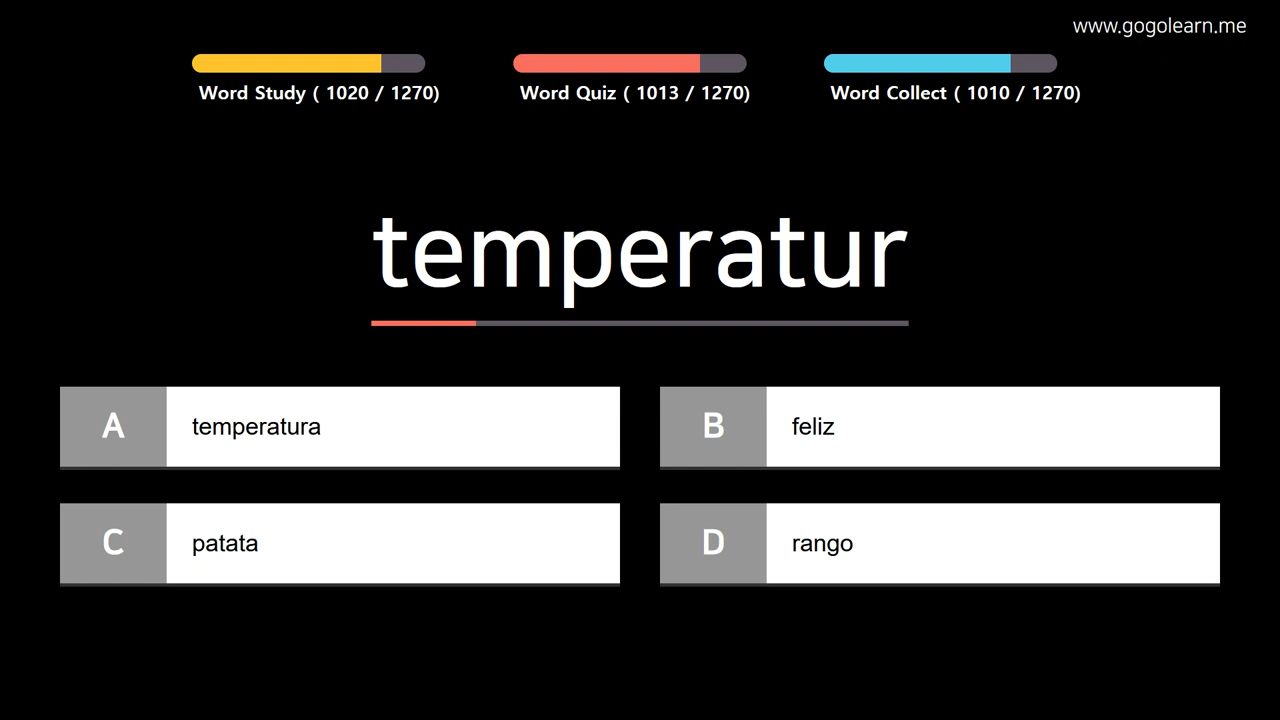 www.gogolearn.me
Word Study ( 1020 / 1270)
Word Quiz ( 1013 / 1270)
Word Collect ( 1010 / 1270)
temperatur
A temperatura
B feliz
C patata
D rango